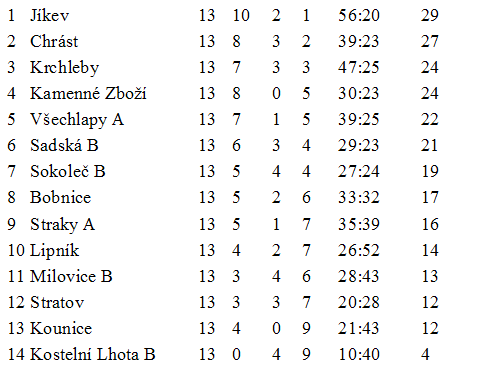 1 Jíkev 13 10 2 1 56:20 29
2 Chrást 13 8 3 2 39:23 27
3 Krchleby 13 7 3 3 47:25 24
4 Kamenné Zboží 13 8 0 5 30:23 24
5 Všechlapy A 13 7 1 5 39:25 22
6 Sadská B 13 6 3 4 29:23 21
7 Sokoleč B 13 5 4 4 27:24 19
8 Bobnice 13 5 2 6 33:32 17
9 Straky A 13 5 1 7 35:39 16
10 Lipník 13 4 2 7 26:52 14
11 Milovice B 13 3 4 6 28:43 13
12 Stratov 13 3 3 7 20:28 12
13 Kounice 13 4 0 9 21:43 12
14 Kostelní Lhota B 13 0 4 9 10:40 4